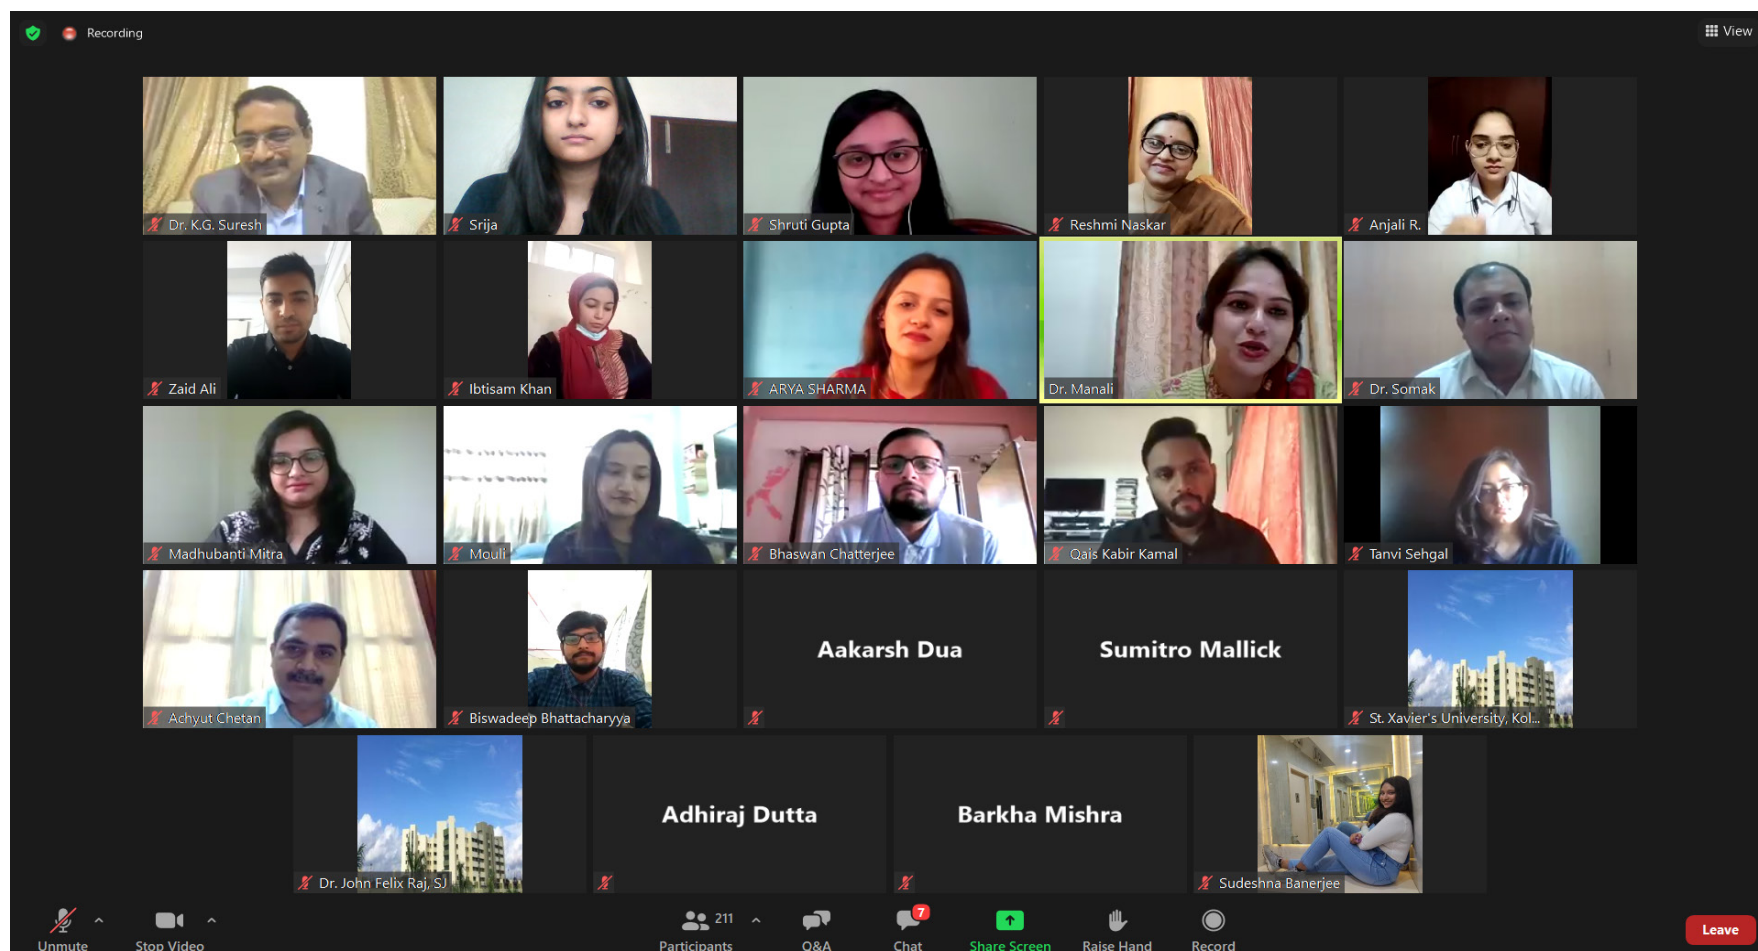 Recording
View
Dr. K.G. Suresh
Srija
Shruti Gupta
Reshmi Naskar
Anjali R.
Zaid Ali
Ibtisam Khan
ARYA SHARMA
Dr. Manali
Dr. Somak
Madhubanti Mitra
Mouli
Bhaswan Chatterjee
Qais Kabir Kamal
Tanvi Sehgal
Achyut Chetan
Biswadeep Bhattacharyya
Aakarsh Dua
Sumitro Mallick
St. Xavier's University, Kol...
Dr. John Felix Raj, SJ
Adhiraj Dutta
Barkha Mishra
Sudeshna Banerjee
Unmute
Stop Video
211
Participants
Q&A
7
Chat
Share Screen
Raise Hand
Record
Leave